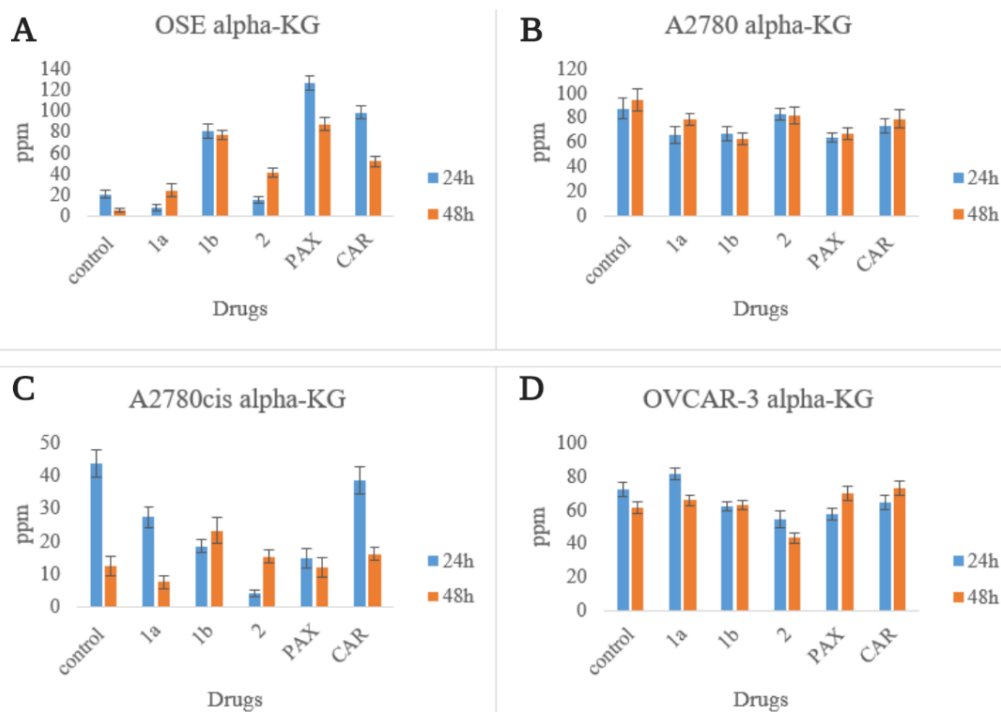 A
OSE alpha-KG
140
120
100
80
60
40
20
0
ppm
control
1a
1b
2
PAX
CAR
Drugs
24h
48h
B
A2780 alpha-KG
120
100
80
60
40
20
0
ppm
control
1a
1b
2
PAX
CAR
Drugs
24h
48h
C
A2780cis alpha-KG
50
40
30
20
10
0
ppm
control
1a
1b
2
PAX
CAR
Drugs
24h
48h
D
OVCAR-3 alpha-KG
100
80
60
40
20
0
ppm
control
1a
1b
2
PAX
CAR
Drugs
24h
48h